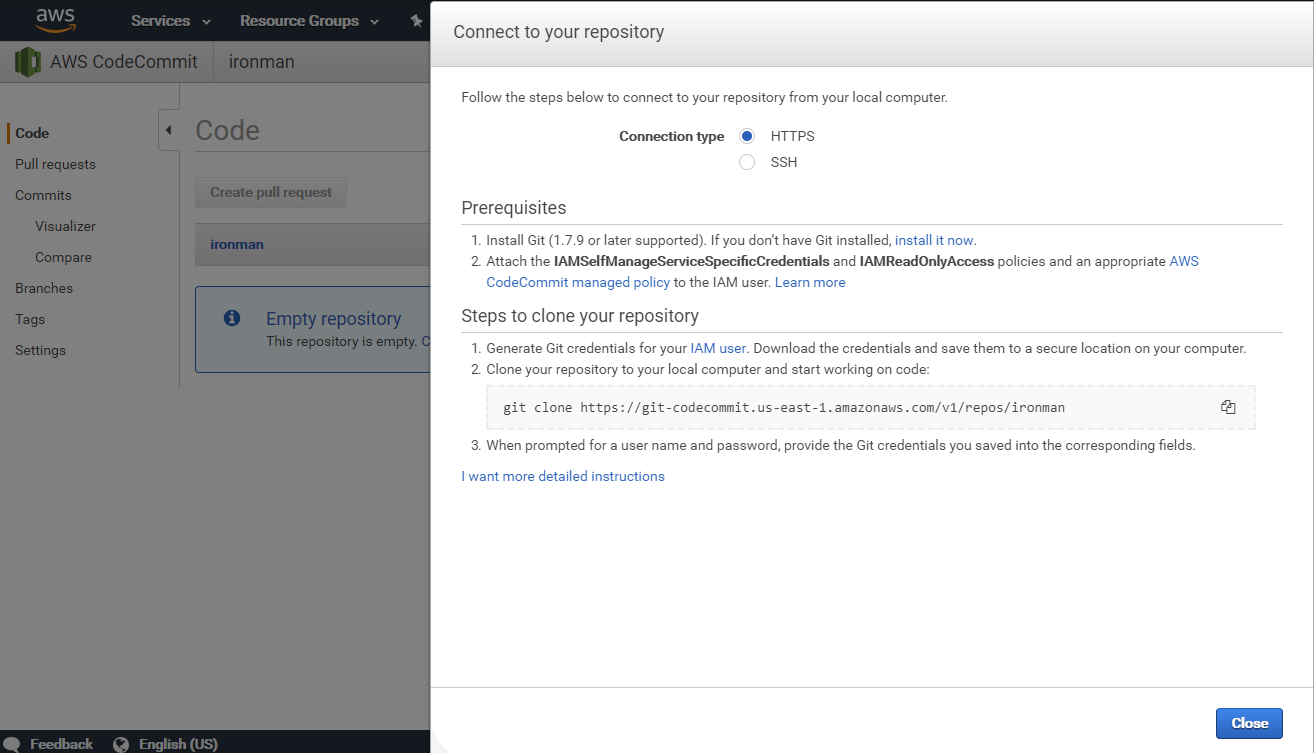 aws Services Resource Groups
AWS CodeCommit ironman
Code
Pull requests
Commits
Visualizer
Compare
Branches
Tags
Settings
Code
Create pull request
ironman
Empty repository
This repository is empty. C
Connect to your repository
Follow the steps below to connect to your repository from your local computer.
Connection type HTTPS
SSH
Prerequisites
1. Install Git (1.7.9 or later supported). If you don’t have Git installed, install it now.
2. Attach the IAMSelfManageServiceSpecificCredentials and IAMReadOnlyAccess policies and an appropriate AWS
CodeCommit managed policy to the IAM user. Learn more
Steps to clone your repository
1. Generate Git credentials for your IAM user. Download the credentials and save them to a secure location on your computer.
2. Clone your repository to your local computer and start working on code:
git clone https://git-codecommit.us-east-1.amazonaws.com/v1/repos/ironman
3. When prompted for a user name and password, provide the Git credentials you saved into the corresponding fields.
I want more detailed instructions
Close
Feedback English (US)